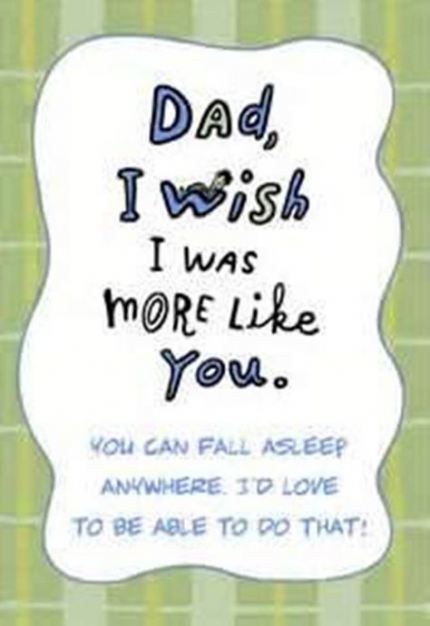 Dad,
I Wish
I WAS
MORE Like
You.
YOU CAN FALL ASLEEP
ANYWHERE. I'D LOVE
TO BE ABLE TO DO THAT!